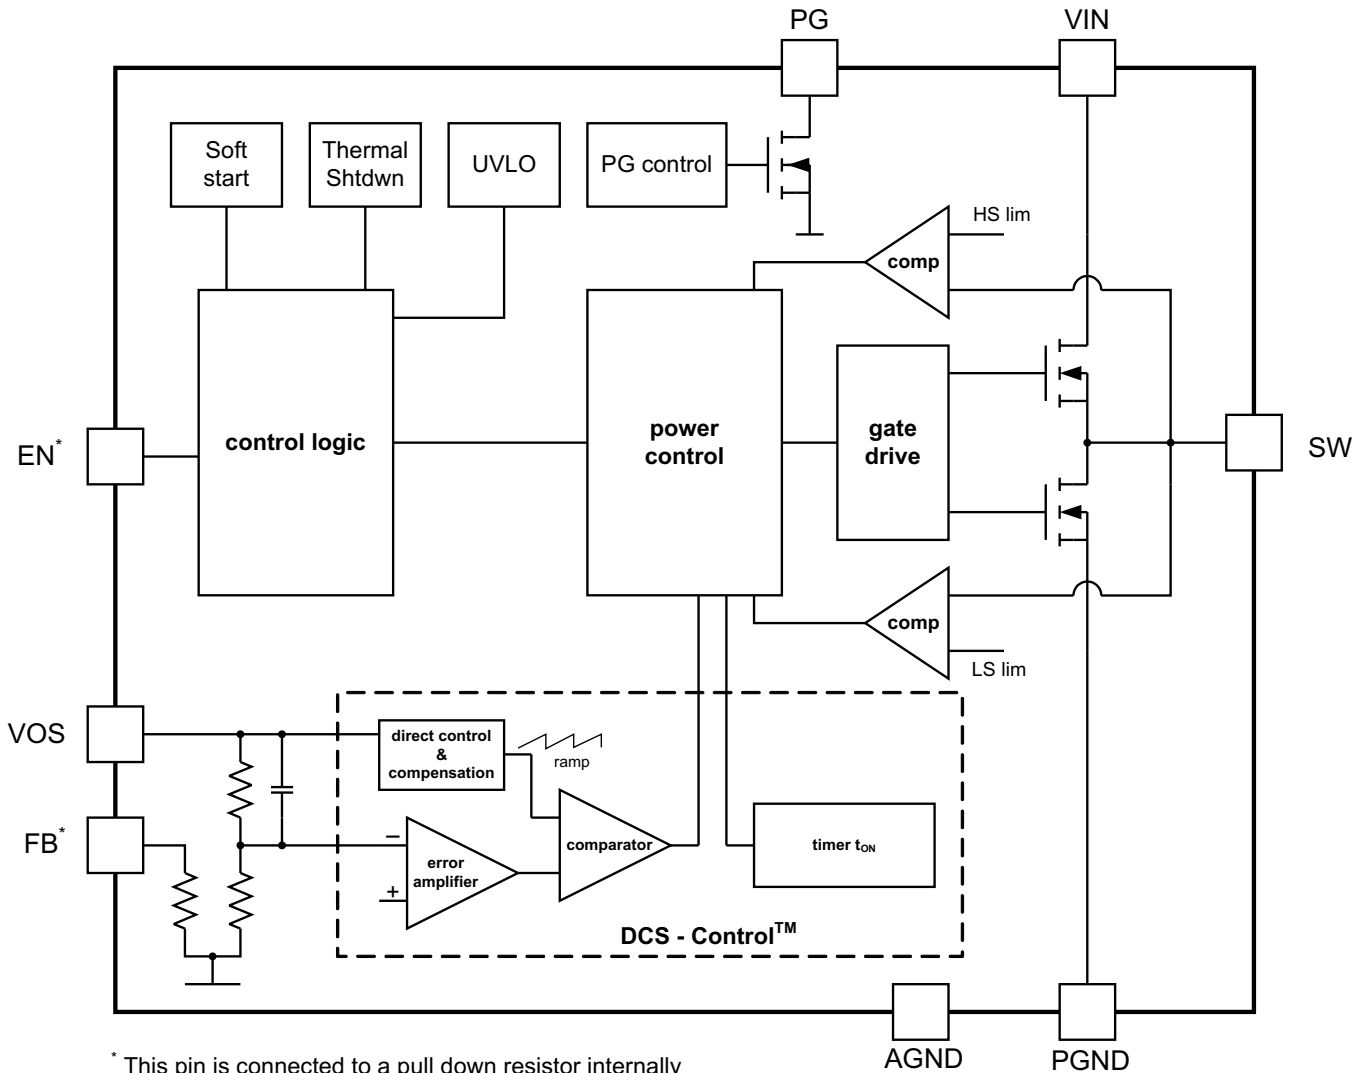 PG
VIN
Soft
start
Thermal
Shtdwn
UVLO
PG control
HS lim
comp
EN*
control logic
power
control
gate
drive
SW
comp
LS lim
VOS
direct control
&
compensation
ramp
FB*
−
+
error
amplifier
comparator
timer tON
DCS - Control™
AGND
PGND
* This pin is connected to a pull down resistor internally